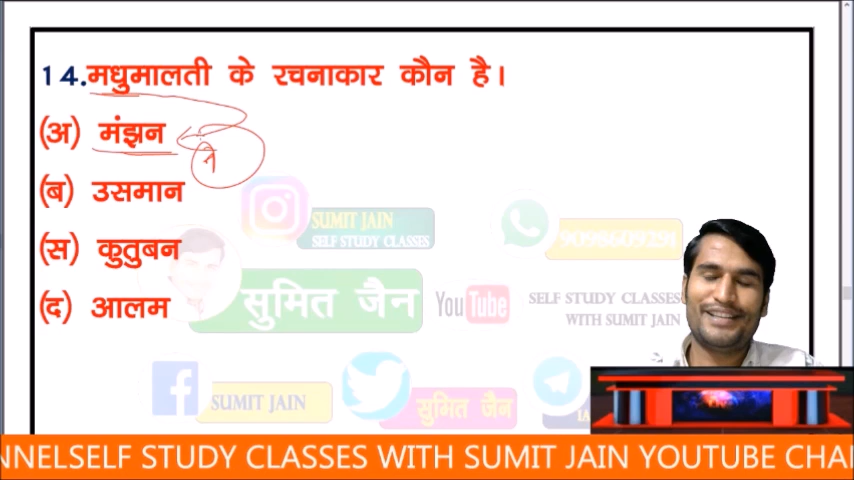 14.मधुमालती के रचनाकार कौन है।
(अ) मंझन
(ब) उसमान
(स) कुतुबन
(द) आलम
SUMIT JAIN
SELF STUDY CLASSES
9098609291
सुमित जैन
YouTube
SELF STUDY CLASSES
WITH SUMIT JAIN
SUMIT JAIN
सुमित जैन
NNELSELF STUDY CLASSES WITH SUMIT JAIN YOUTUBE CHA